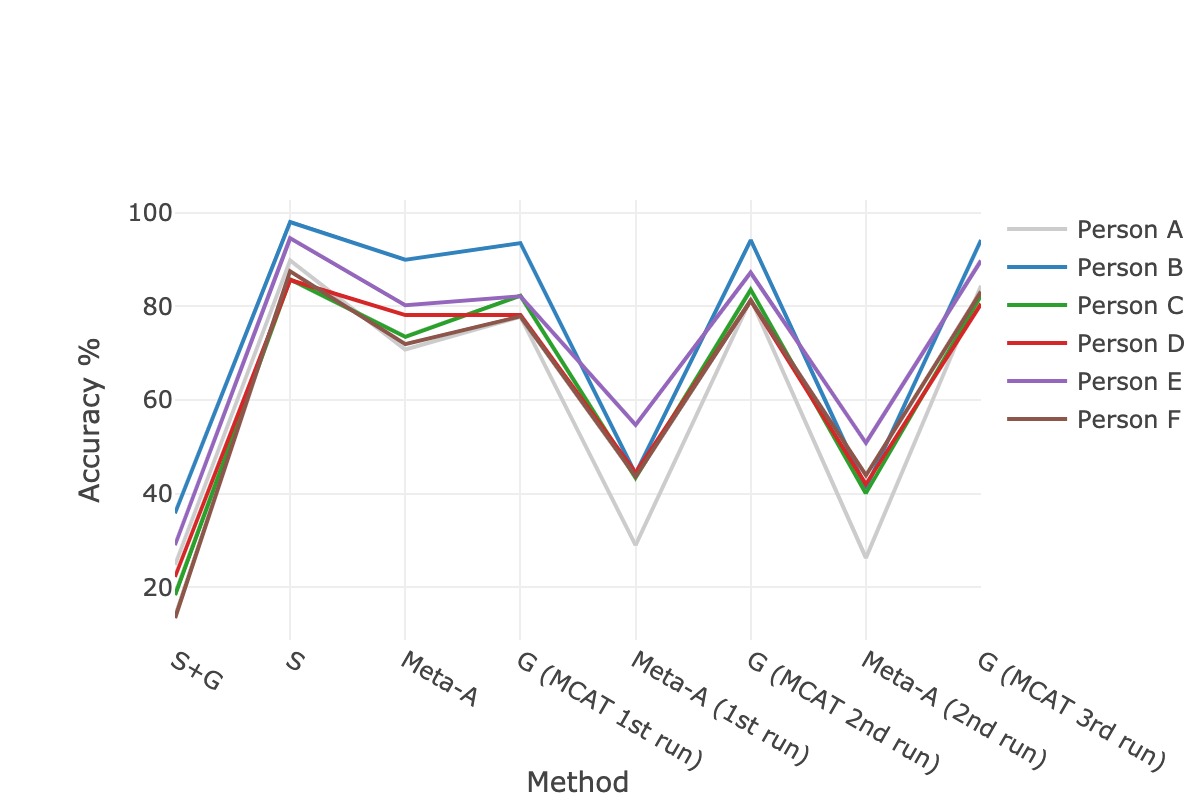 100
80
60
40
20
Accuracy %
S+G
S
Meta-A
G (MCAT 1st run)
Meta-A (1st run)
G (MCAT 2nd run)
Meta-A (2nd run)
G (MCAT 3rd run)
Method
Person A
Person B
Person C
Person D
Person E
Person F